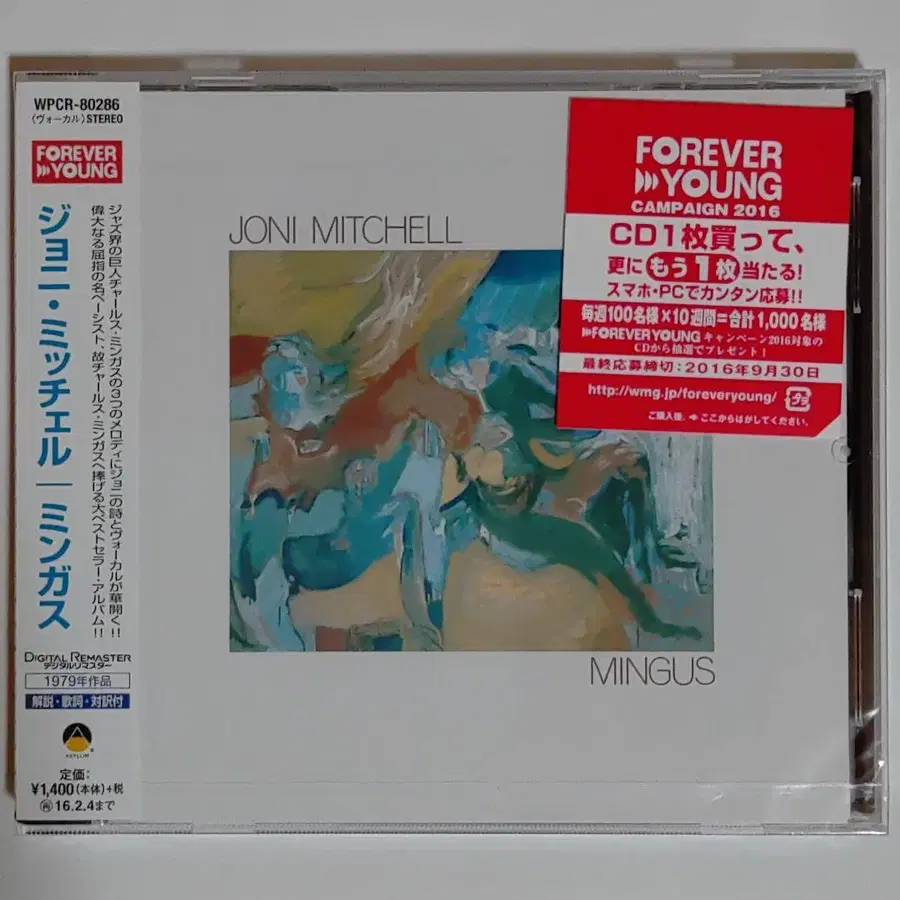 WPCR-80286
(ヴォーカル)STEREO
FOREVER
YOUNG
ジョニ・ミッチェル｜ミンガス
ジャズ界の巨人チャールス・ミンガスの3つのメロディにジョニの詩とヴォーカルが華開く!!
偉大なる屈指の名ベーシスト、故チャールス・ミンガスへ捧げる大ベストセラー・アルバム!!
DIGITAL REMASTER
デジタルリマスター
1979年作品
解説・歌詞・対訳付
ASYLUM
定価:
¥1,400(本体)+税
再16.2.4まで
JONI MITCHELL
MINGUS
FOREVER
YOUNG
CAMPAIGN 2016
CD1枚買って、
更にもう1枚当たる!
スマホ・PCでカンタン応募!!
毎週100名様×10週間=合計1,000名様
FOREVER YOUNG キャンペーン2016対象の
CDから抽選でプレゼント!
最終応募締切:2016年9月30日
http://wmg.jp/foreveryoung/
プラ
ご購入後、➾ここからはがしてください。